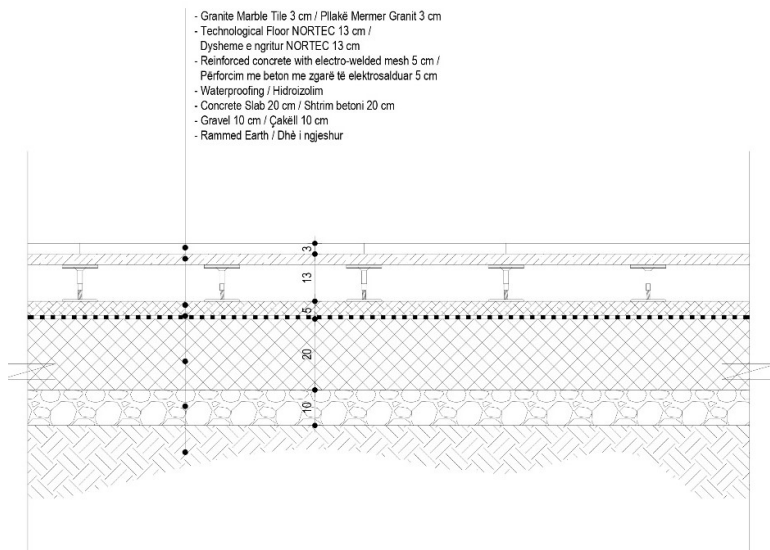 - Granite Marble Tile 3 cm / Pllakë Mermer Granit 3 cm
- Technological Floor NORTEC 13 cm /
Dysheme e ngritur NORTEC 13 cm
- Reinforced concrete with electro-welded mesh 5 cm /
Përforcim me beton me zgarë të elektrosalduar 5 cm
- Waterproofing / Hidroizolim
- Concrete Slab 20 cm / Shtrim betoni 20 cm
- Gravel 10 cm / Çakëll 10 cm
- Rammed Earth / Dhè i ngjeshur
3
13
5
20
10